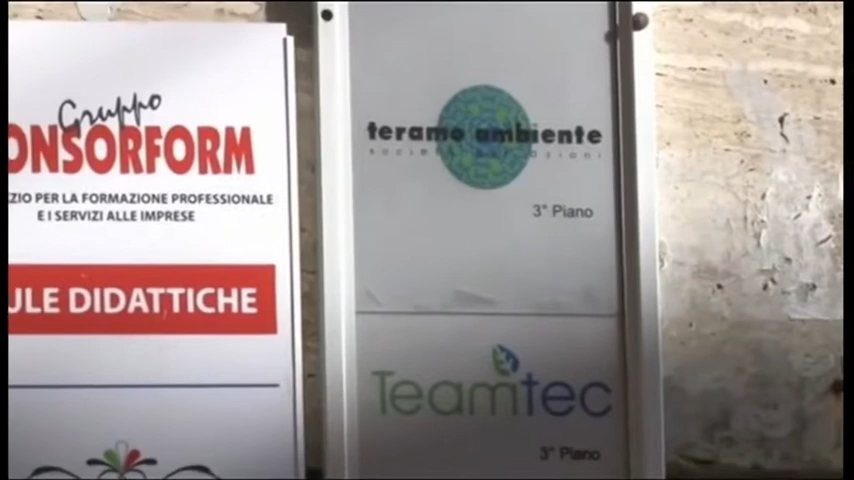 Gruppo
ONSORFORM
ZIO PER LA FORMAZIONE PROFESSIONALE
E I SERVIZI ALLE IMPRESE
ULE DIDATTICHE
teramo ambiente
società per azioni
3° Piano
Teamtec
3° Piano